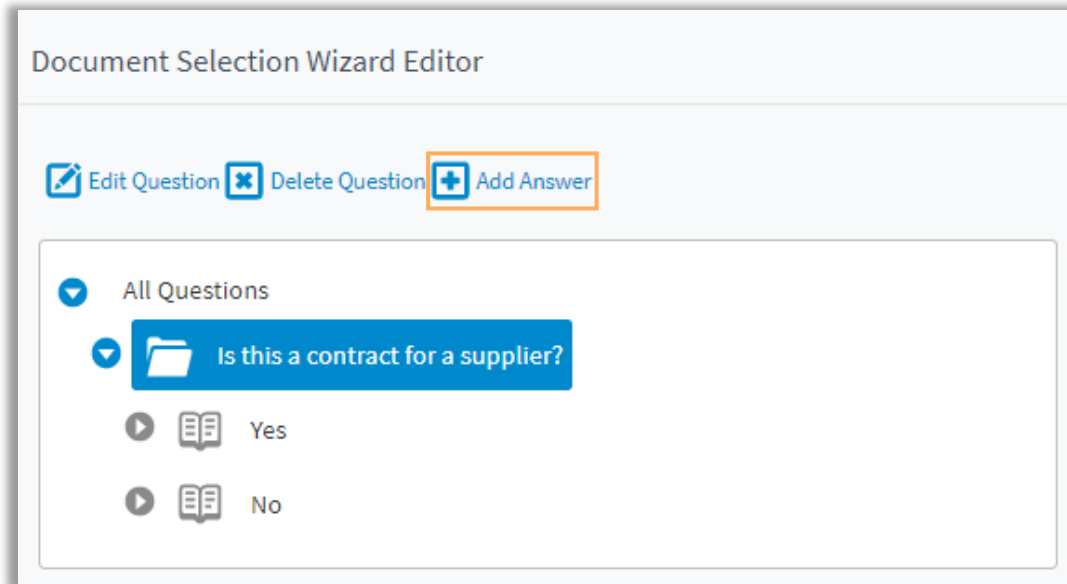 Document Selection Wizard Editor
Edit Question Delete Question Add Answer
All Questions
Is this a contract for a supplier?
Yes
No